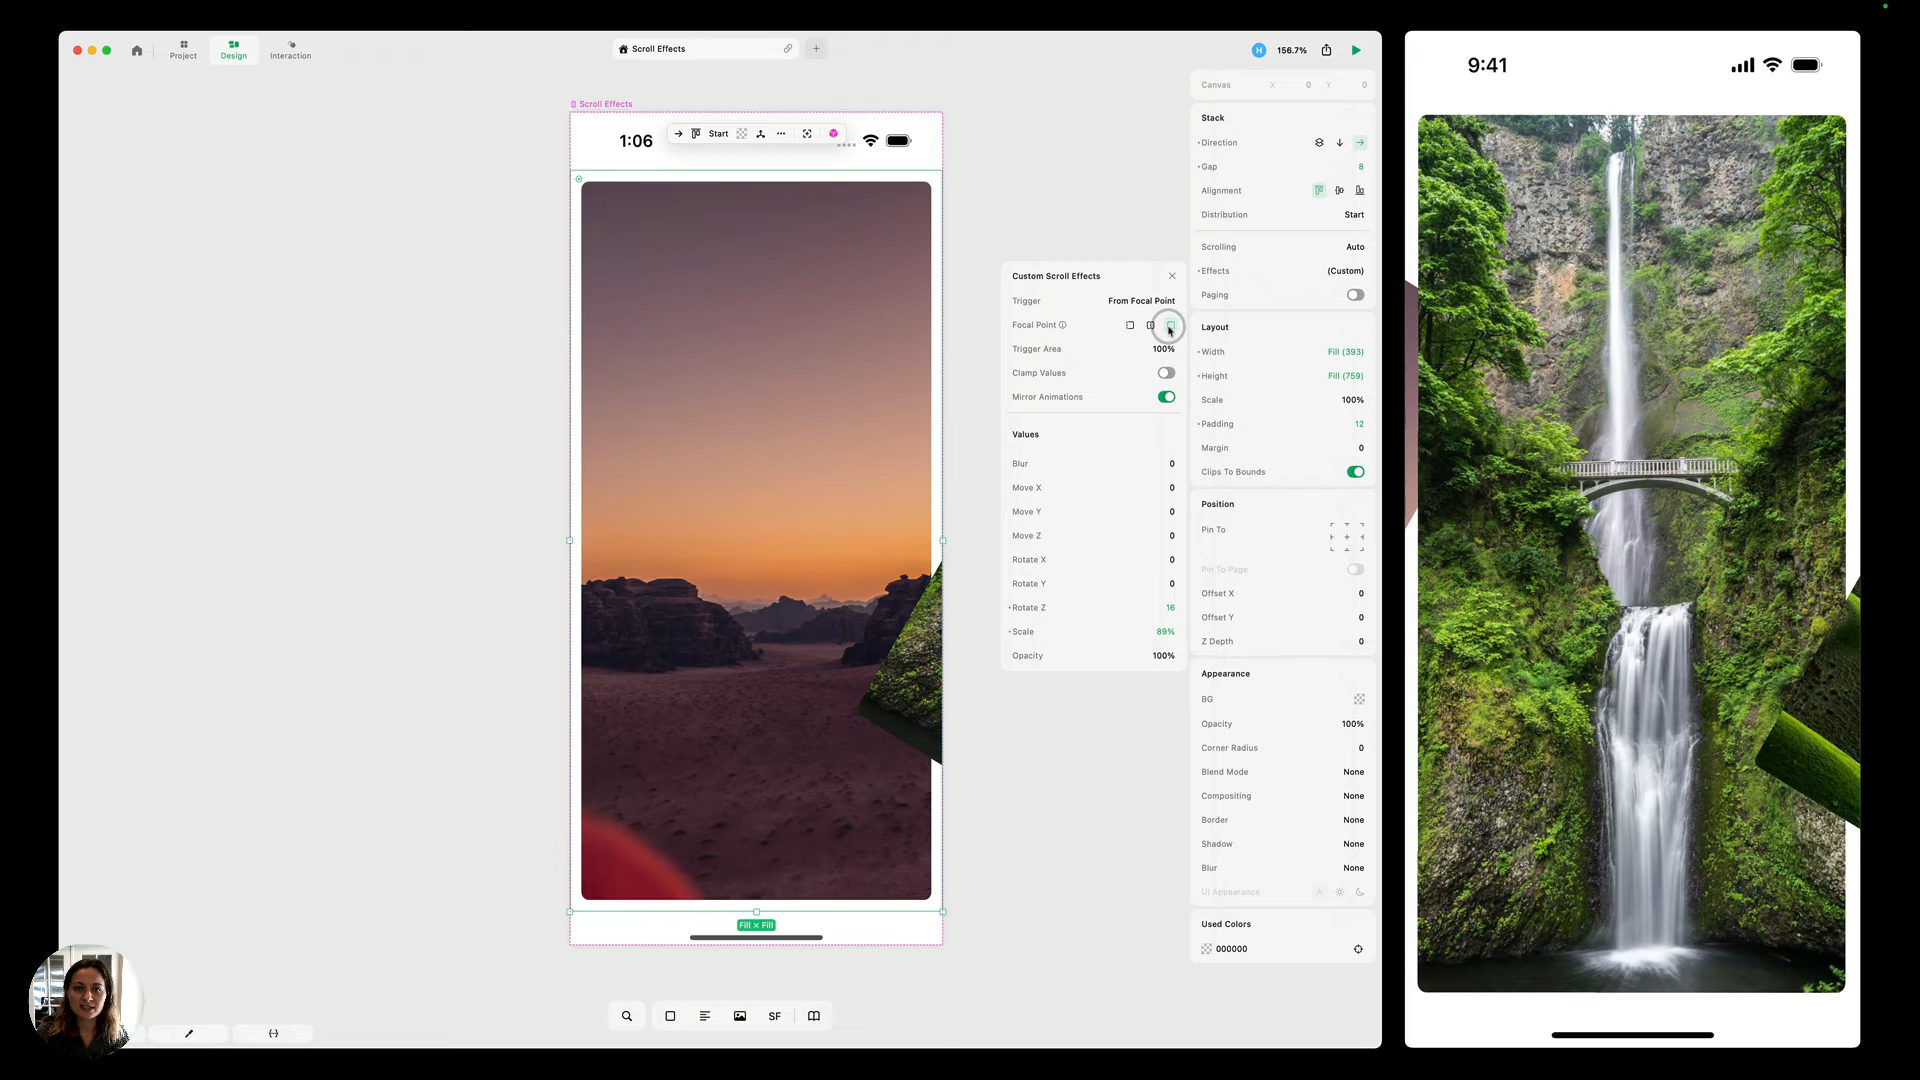 Project
Design
Interaction
Scroll Effects
H
156.7%
Scroll Effects
1:06
Start
Fill × Fill
SF
{-}
Custom Scroll Effects
Trigger
From Focal Point
Focal Point
Trigger Area
100%
Clamp Values
Mirror Animations
Values
Blur
0
Move X
0
Move Y
0
Move Z
0
Rotate X
0
Rotate Y
0
Rotate Z
16
Scale
89%
Opacity
100%
Canvas
X
0
Y
0
Stack
Direction
Gap
8
Alignment
Distribution
Start
Scrolling
Auto
Effects
(Custom)
Paging
Layout
Width
Fill (393)
Height
Fill (759)
Scale
100%
Padding
12
Margin
0
Clips To Bounds
Position
Pin To
Pin To Page
Offset X
0
Offset Y
0
Z Depth
0
Appearance
BG
Opacity
100%
Corner Radius
0
Blend Mode
None
Compositing
None
Border
None
Shadow
None
Blur
None
UI Appearance
A
Used Colors
000000
9:41